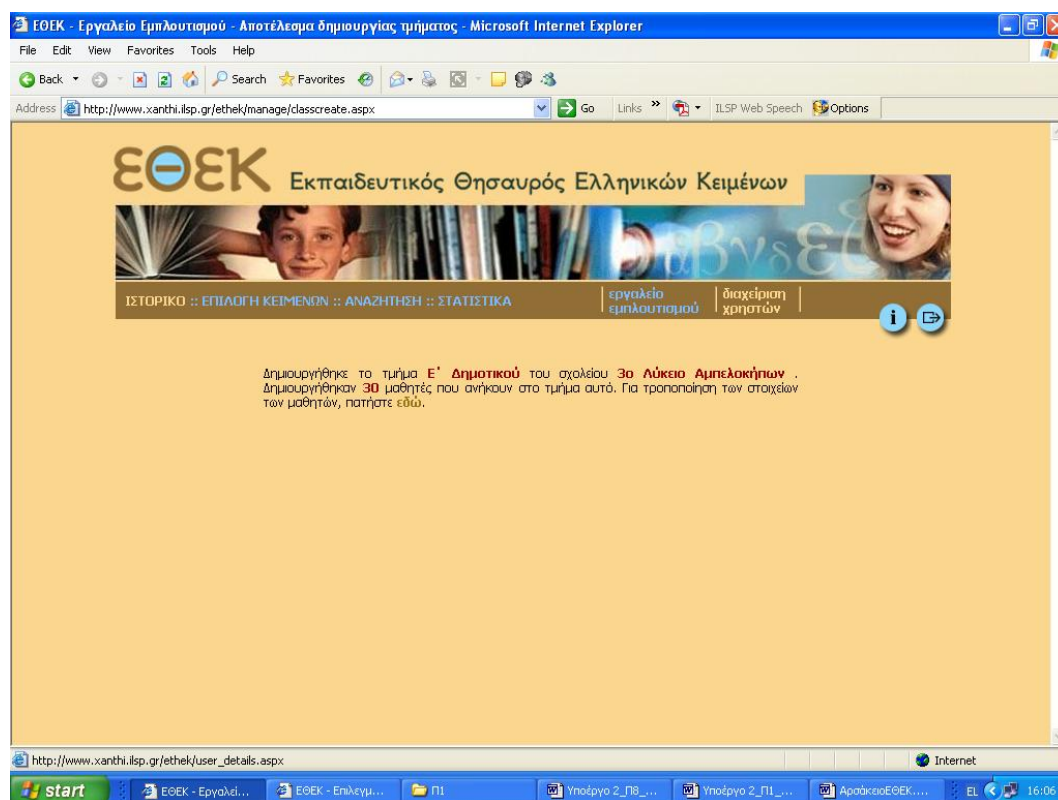 ΕΘΕΚ - Εργαλείο Εμπλουτισμού - Αποτέλεσμα δημιουργίας τμήματος - Microsoft Internet Explorer
File Edit View Favorites Tools Help
Back Search Favorites
Address http://www.xanthi.ilsp.gr/ethek/manage/classcreate.aspx Go Links » ILSP Web Speech Options
εΘεΚ Εκπαιδευτικός Θησαυρός Ελληνικών Κειμένων
ΙΣΤΟΡΙΚΟ :: ΕΠΙΛΟΓΗ ΚΕΙΜΕΝΩΝ :: ΑΝΑΖΗΤΗΣΗ :: ΣΤΑΤΙΣΤΙΚΑ
εργαλείο
εμπλουτισμού
διαχείριση
χρηστών
i
Δημιουργήθηκε το τμήμα Ε' Δημοτικού του σχολείου 3ο Λύκειο Αμπελοκήπων .
Δημιουργήθηκαν 30 μαθητές που ανήκουν στο τμήμα αυτό. Για τροποποίηση των στοιχείων
των μαθητών, πατήστε εδώ.
http://www.xanthi.ilsp.gr/ethek/user_details.aspx Internet
start ΕΘΕΚ - Εργαλεί... ΕΘΕΚ - Επιλεγμ... Π1 Υποέργο 2_Π8_... Υποέργο 2_Π1_... ΑρσάκειοΕΘΕΚ.... EL 16:06